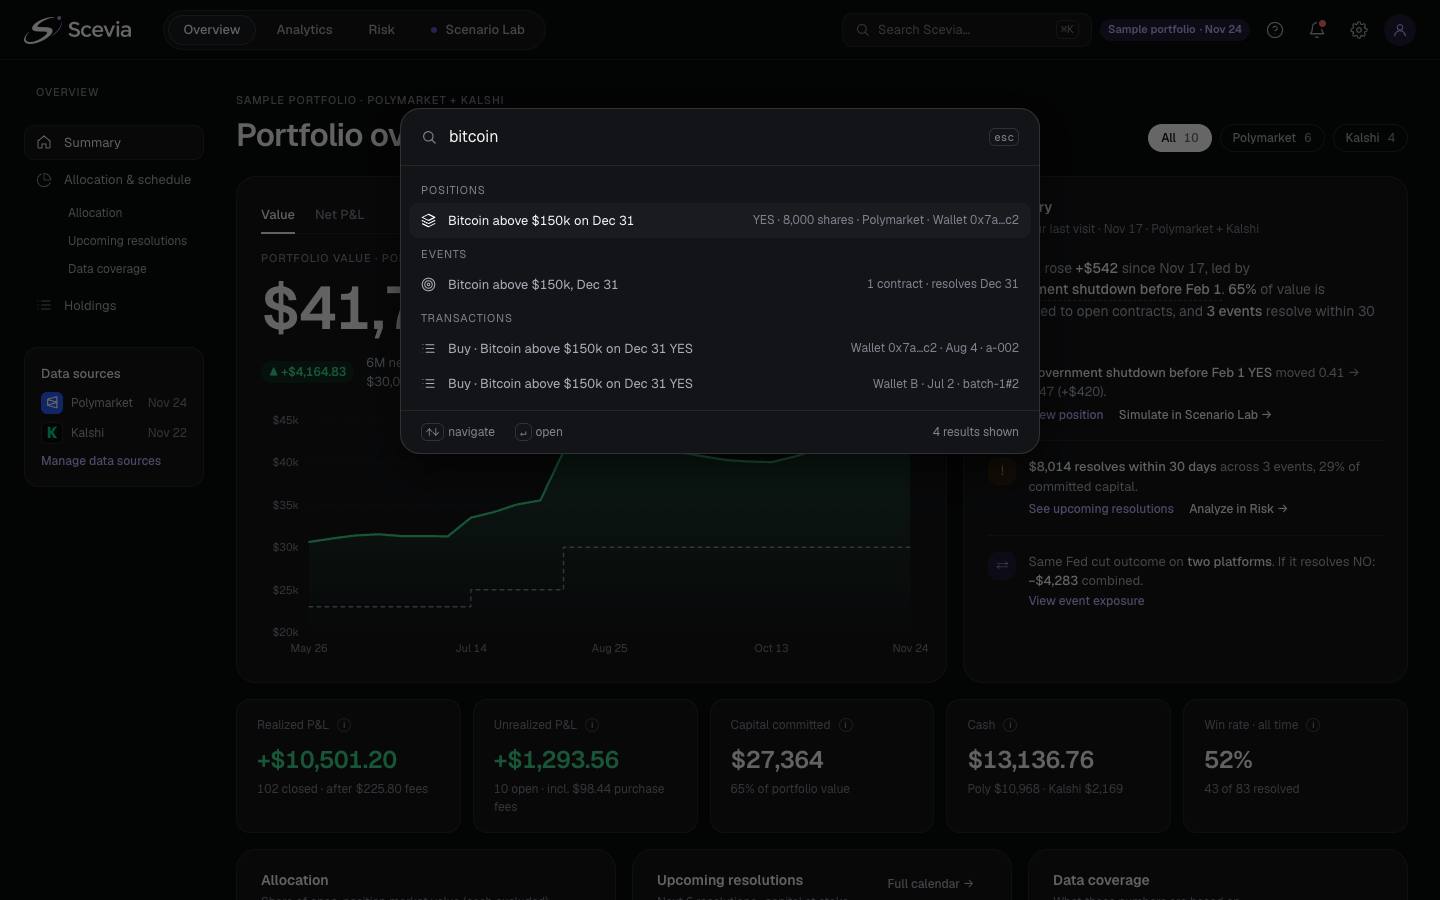 Scevia
Overview
Analytics
Risk
Scenario Lab
Search Scevia...
⌘K
Sample portfolio · Nov 24
OVERVIEW
Summary
Allocation & schedule
Allocation
Upcoming resolutions
Data coverage
Holdings
Data sources
Polymarket Nov 24
Kalshi Nov 22
Manage data sources
SAMPLE PORTFOLIO · POLYMARKET + KALSHI
Portfolio ov
All 10
Polymarket 6
Kalshi 4
bitcoin
esc
POSITIONS
Bitcoin above $150k on Dec 31
YES · 8,000 shares · Polymarket · Wallet 0x7a…c2
EVENTS
Bitcoin above $150k, Dec 31
1 contract · resolves Dec 31
TRANSACTIONS
Buy · Bitcoin above $150k on Dec 31 YES
Wallet 0x7a…c2 · Aug 4 · a-002
Buy · Bitcoin above $150k on Dec 31 YES
Wallet B · Jul 2 · batch-1#2
↑↓ navigate
↵ open
4 results shown
Value
Net P&L
PORTFOLIO VALUE · PO
$41,7
▲ +$4,164.83
6M ne
$30,0
$45k
$40k
$35k
$30k
$25k
$20k
May 26
Jul 14
Aug 25
Oct 13
Nov 24
ry
r last visit · Nov 17 · Polymarket + Kalshi
rose +$542 since Nov 17, led by
nent shutdown before Feb 1. 65% of value is
ed to open contracts, and 3 events resolve within 30
overnment shutdown before Feb 1 YES moved 0.41 →
47 (+$420).
ew position
Simulate in Scenario Lab →
$8,014 resolves within 30 days across 3 events, 29% of
committed capital.
See upcoming resolutions
Analyze in Risk →
Same Fed cut outcome on two platforms. If it resolves NO:
−$4,283 combined.
View event exposure
Realized P&L
+$10,501.20
102 closed · after $225.80 fees
Unrealized P&L
+$1,293.56
10 open · incl. $98.44 purchase
fees
Capital committed
$27,364
65% of portfolio value
Cash
$13,136.76
Poly $10,968 · Kalshi $2,169
Win rate · all time
52%
43 of 83 resolved
Allocation
Upcoming resolutions
Full calendar →
Data coverage